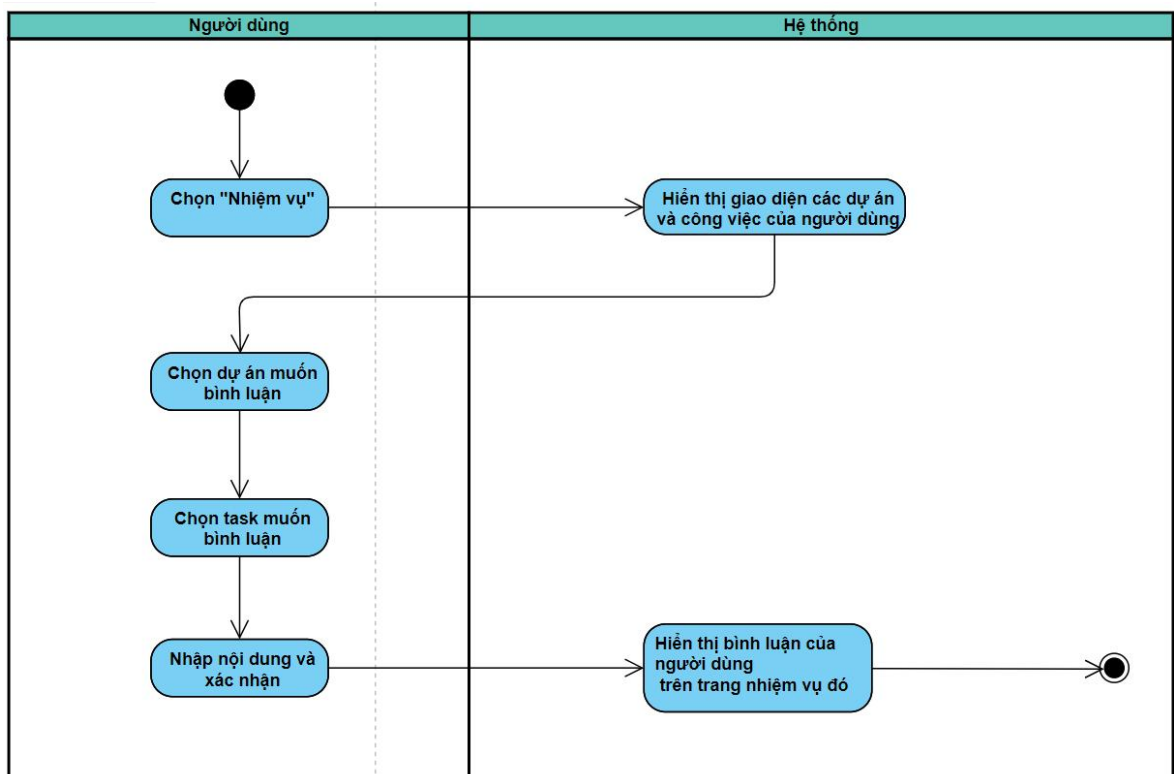 Người dùng
Hệ thống
Chọn "Nhiệm vụ"
Hiển thị giao diện các dự án
và công việc của người dùng
Chọn dự án muốn
bình luận
Chọn task muốn
bình luận
Nhập nội dung và
xác nhận
Hiển thị bình luận của
người dùng
trên trang nhiệm vụ đó